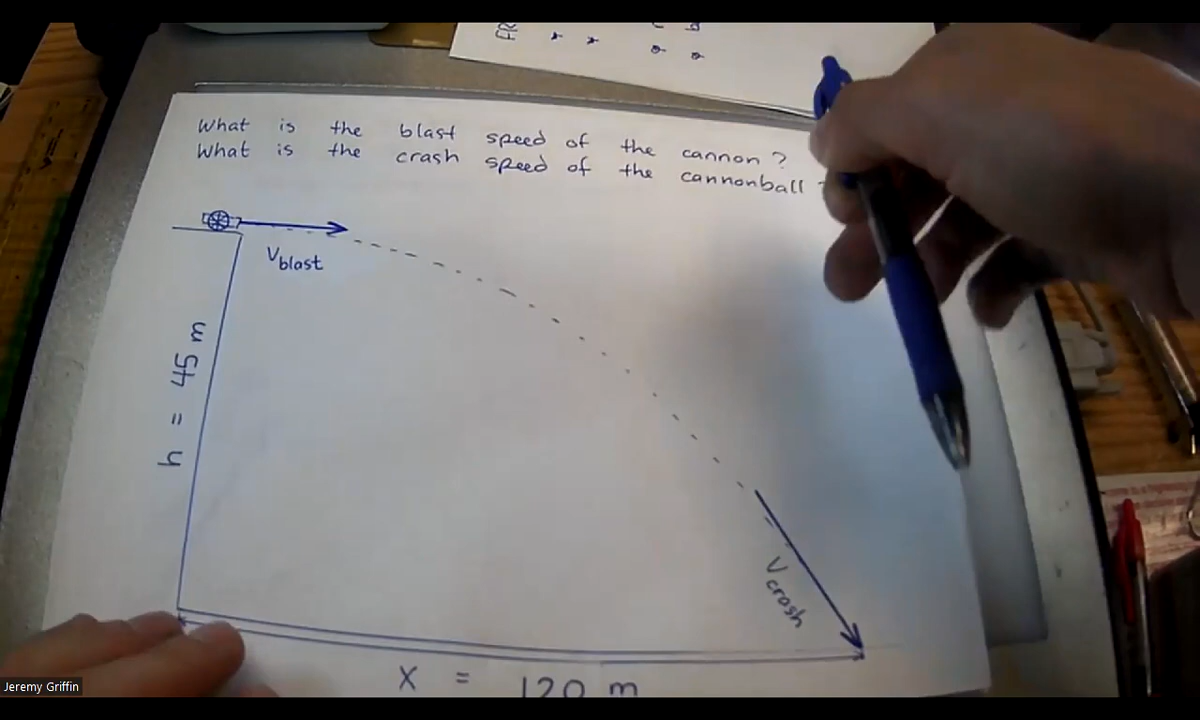 What is the blast speed of the cannon?
What is the crash speed of the cannonball
Vblast
h = 45 m
Vcrash
x = 120 m
Jeremy Griffin